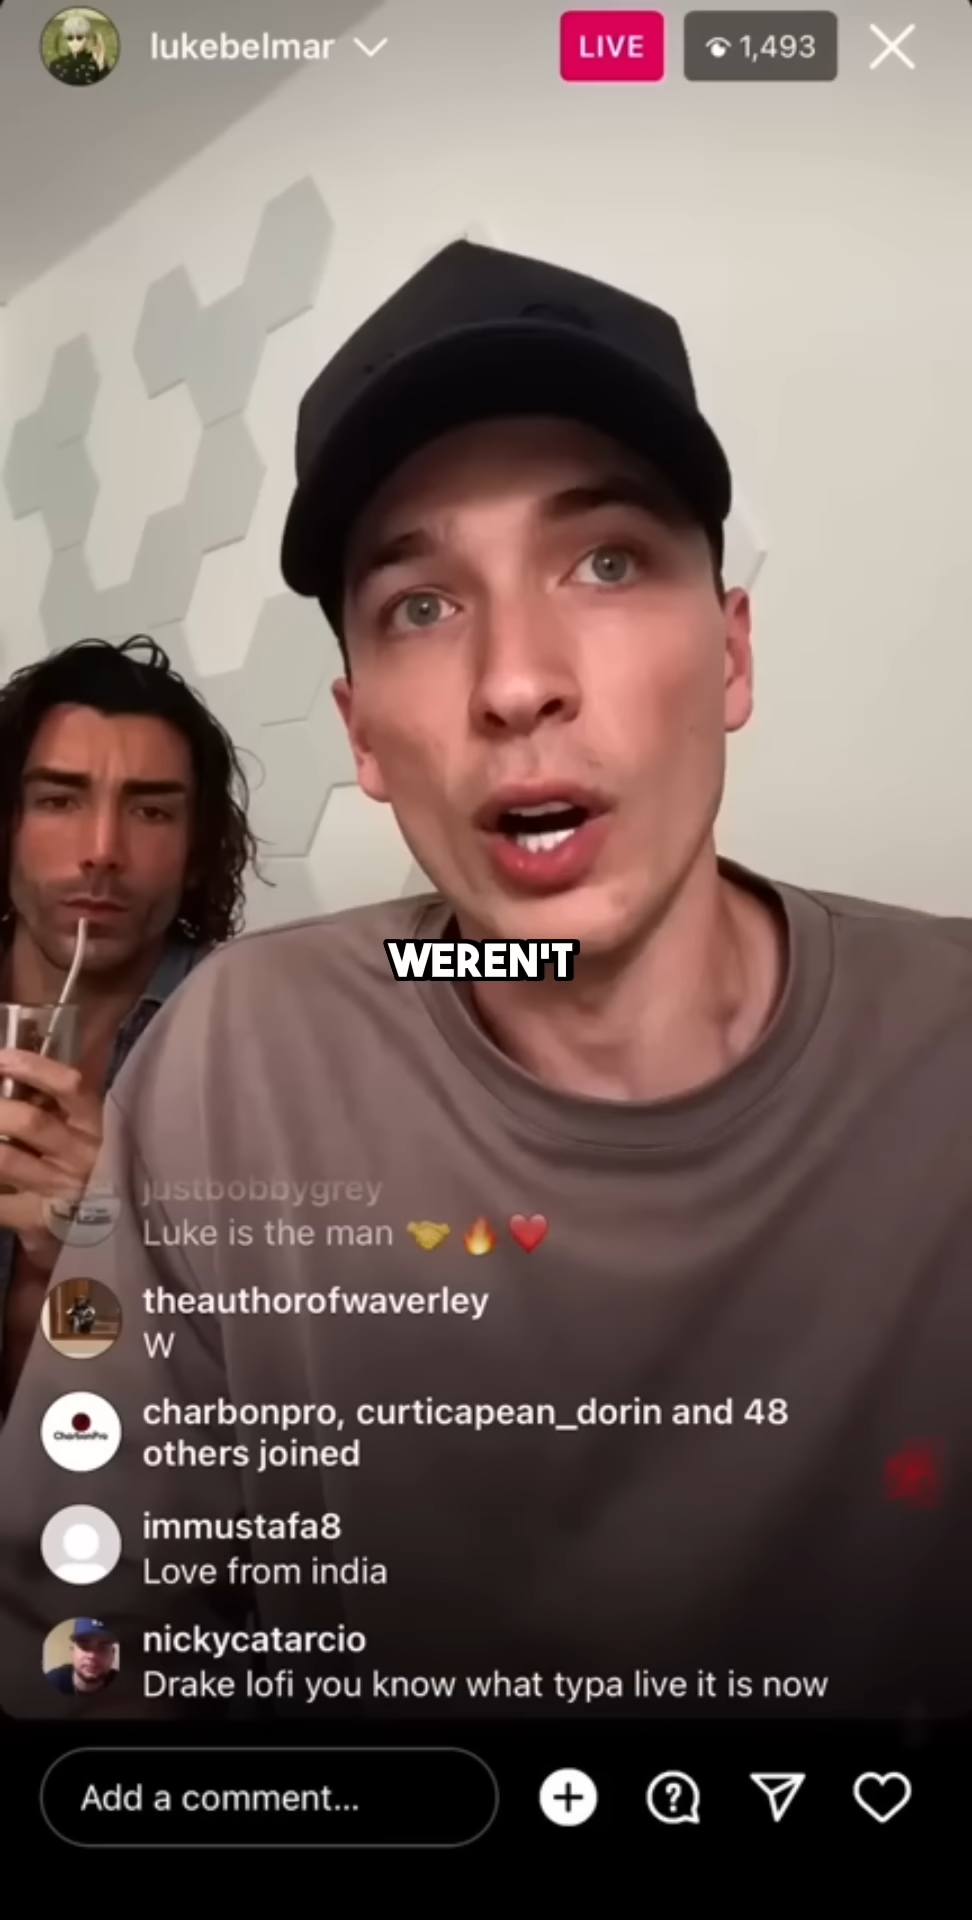 lukebelmar
LIVE
1,493
WEREN'T
justbobbygrey
Luke is the man 🤝🔥❤️
theauthorofwaverley
W
charbonpro, curticapean_dorin and 48
others joined
CharbonPro
immustafa8
Love from india
nickycatarcio
Drake lofi you know what typa live it is now
Add a comment...